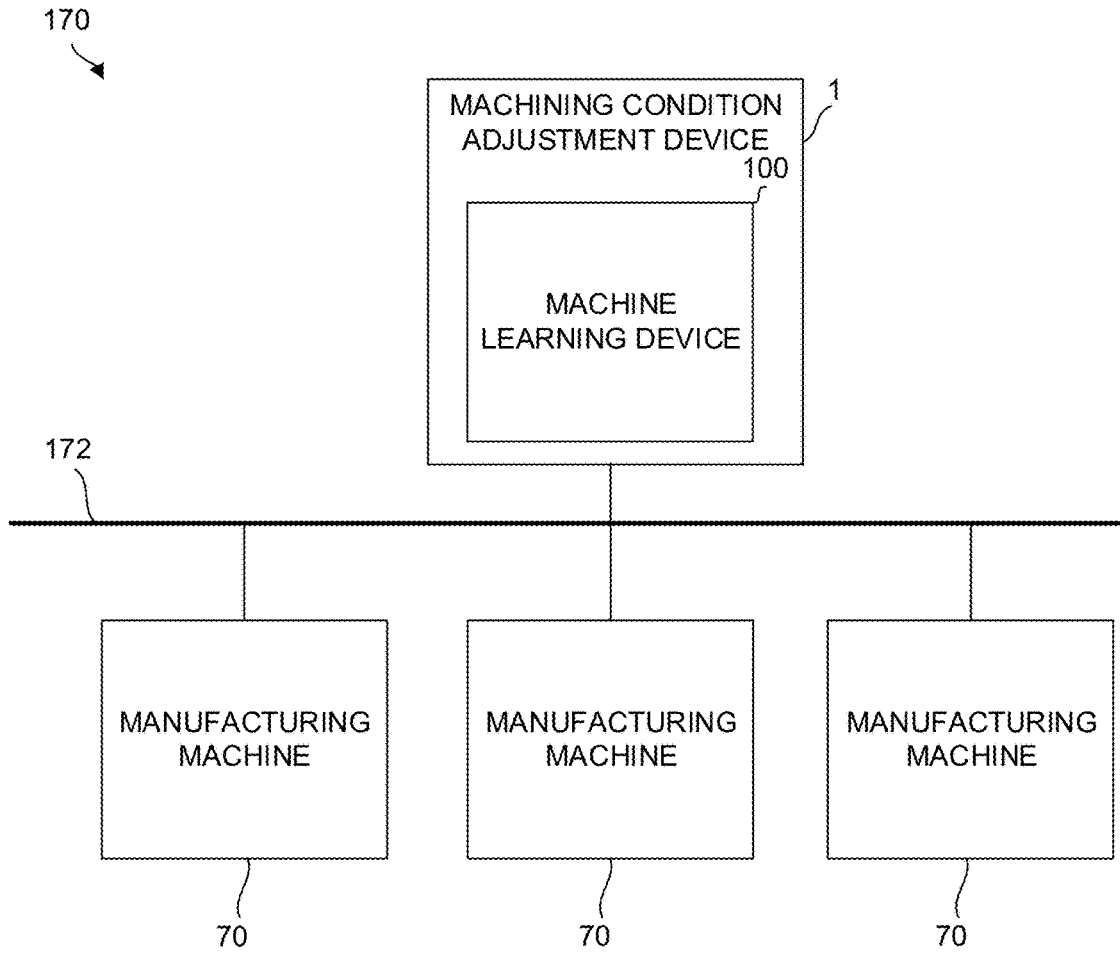 170
1
MACHINING CONDITION
ADJUSTMENT DEVICE
100
MACHINE
LEARNING DEVICE
172
MANUFACTURING
MACHINE
MANUFACTURING
MACHINE
MANUFACTURING
MACHINE
70
70
70